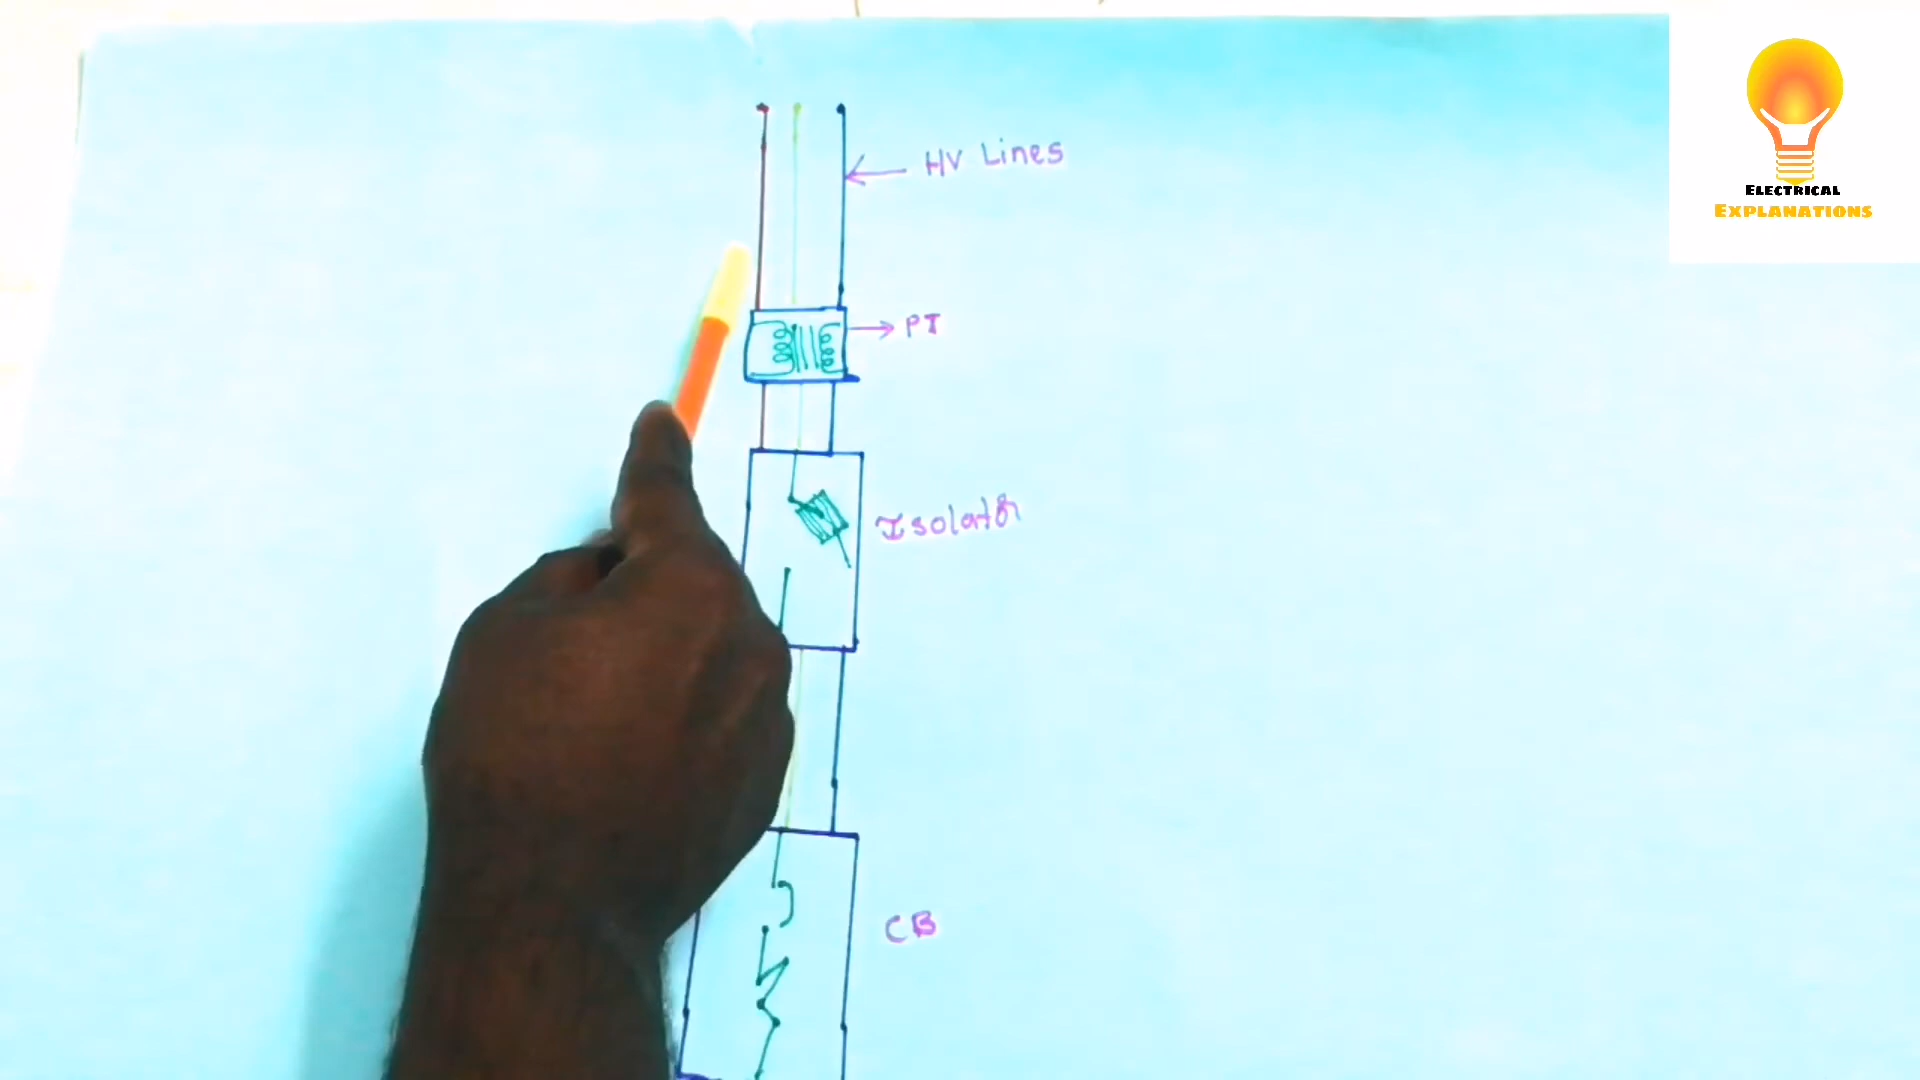 HV Lines
ELECTRICAL
EXPLANATIONS
PT
Isolator
CB